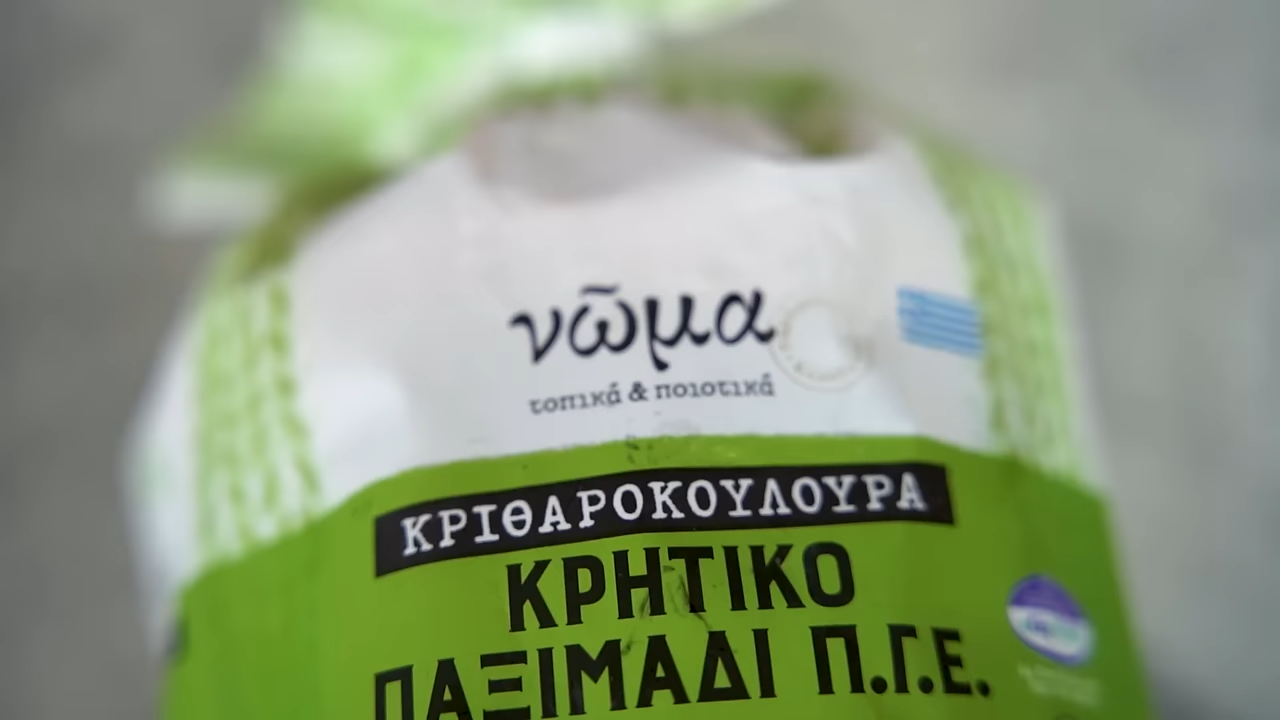 νῶμα
τοπικά & ποιοτικά
ΚΡΙΘΑΡΟΚΟΥΛΟΥΡΑ
ΚΡΗΤΙΚΟ
ΠΑΞΙΜΑΔΙ Π.Γ.Ε.